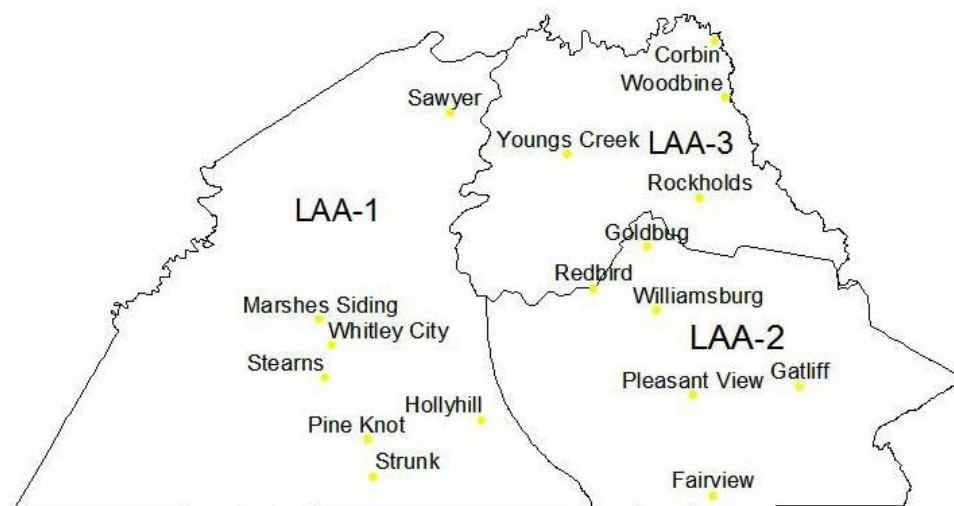 Corbin
Woodbine
Sawyer
Youngs Creek
LAA-3
Rockholds
LAA-1
Goldbug
Redbird
Williamsburg
Marshes Siding
Whitley City
LAA-2
Stearns
Pleasant View
Gatliff
Hollyhill
Pine Knot
Strunk
Fairview